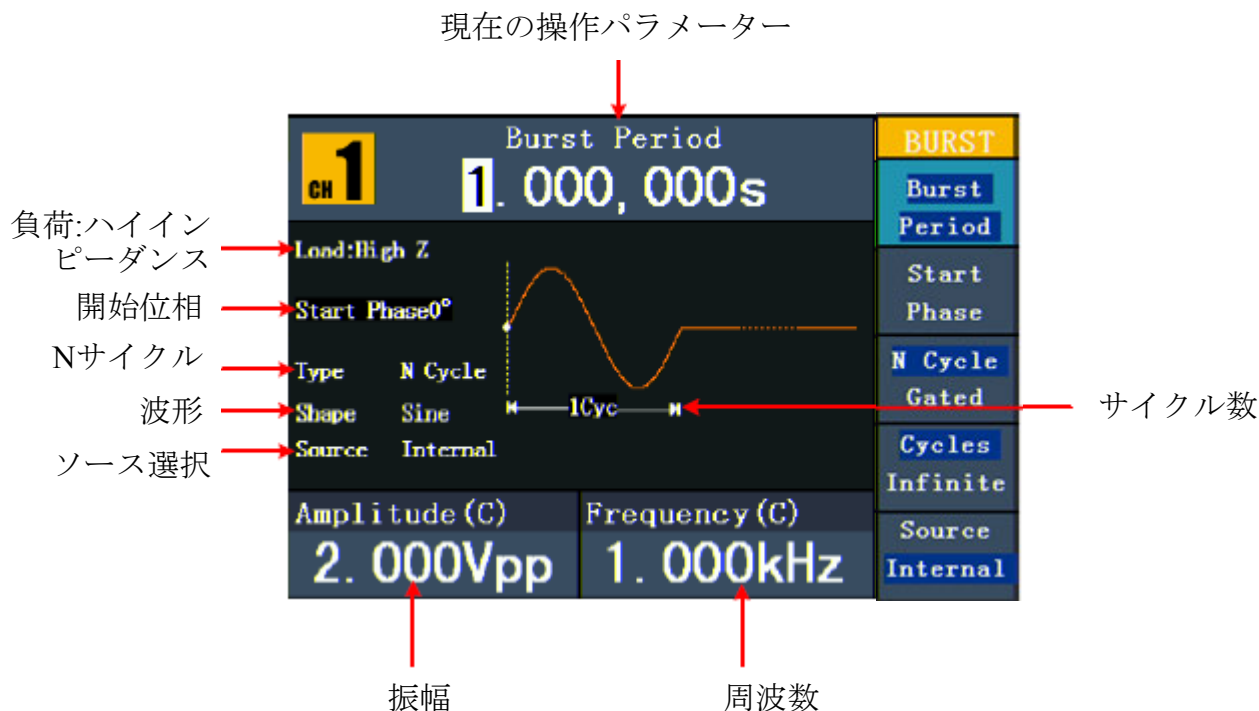 現在の操作パラメーター
CH 1
Burst Period
1.000,000s
BURST
Burst
Period
Start
Phase
N Cycle
Gated
Cycles
Infinite
Source
Internal
負荷:ハイイン
ピーダンス
開始位相
Nサイクル
波形
ソース選択
Load:High Z
Start Phase0°
Type N Cycle
Shape Sine
Source Internal
1Cyc
サイクル数
Amplitude(C)
2.000Vpp
Frequency(C)
1.000kHz
振幅
周波数